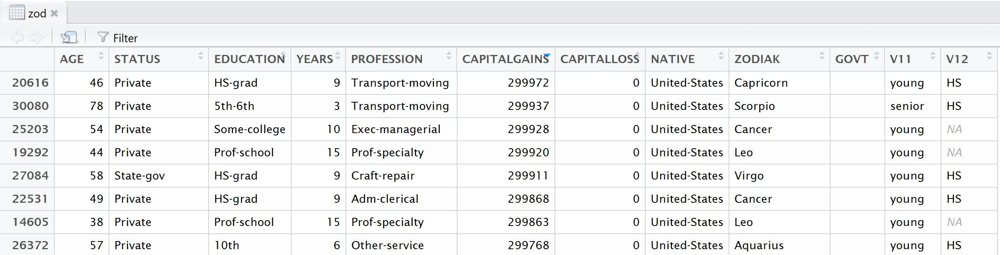 zod
Filter
AGE STATUS EDUCATION YEARS PROFESSION CAPITALGAINS CAPITALLOSS NATIVE ZODIAK GOVT V11 V12
20616 46 Private HS-grad 9 Transport-moving 299972 0 United-States Capricorn young HS
30080 78 Private 5th-6th 3 Transport-moving 299937 0 United-States Scorpio senior HS
25203 54 Private Some-college 10 Exec-managerial 299928 0 United-States Cancer young NA
19292 44 Private Prof-school 15 Prof-specialty 299920 0 United-States Leo young NA
27084 58 State-gov HS-grad 9 Craft-repair 299911 0 United-States Virgo young HS
22531 49 Private HS-grad 9 Adm-clerical 299868 0 United-States Cancer young HS
14605 38 Private Prof-school 15 Prof-specialty 299863 0 United-States Leo young NA
26372 57 Private 10th 6 Other-service 299768 0 United-States Aquarius young HS